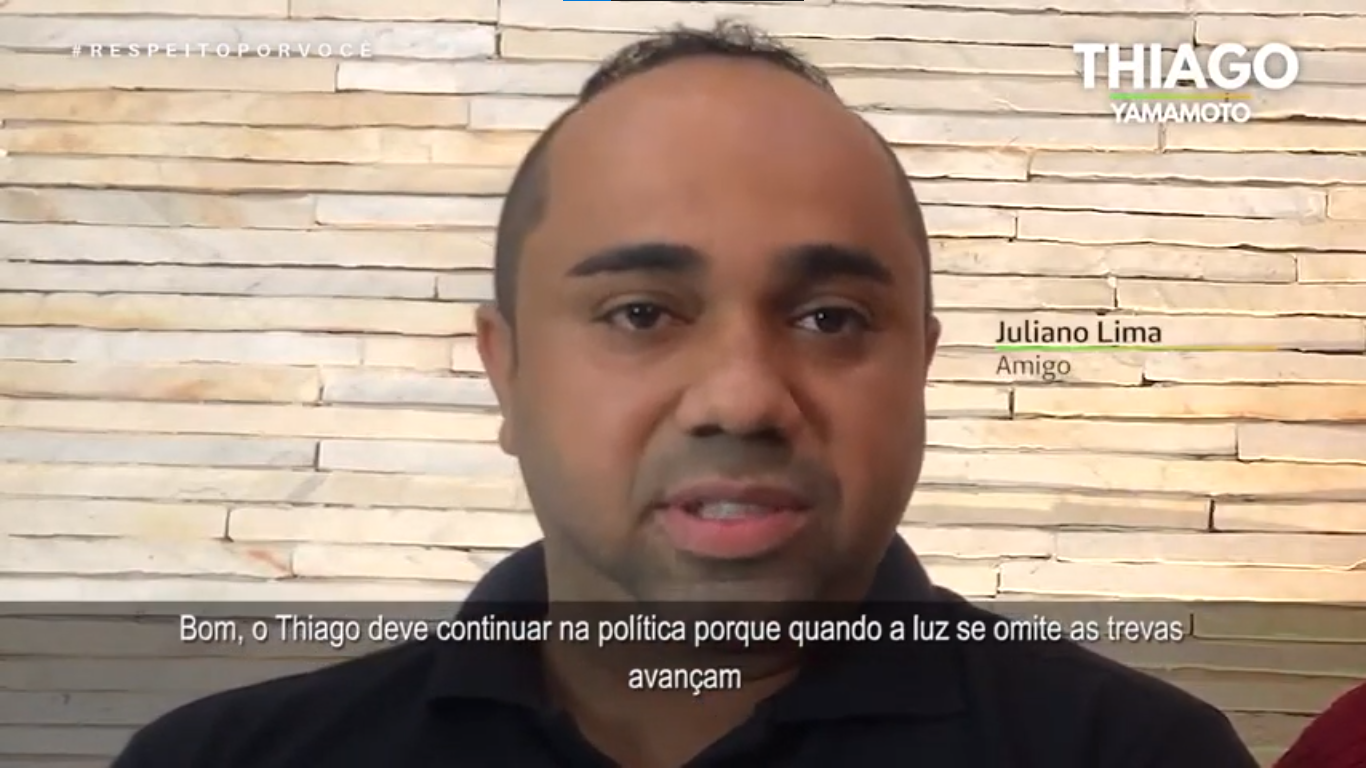 #RESPEITOPORVOCÊ
THIAGO
YAMAMOTO
Juliano Lima
Amigo
Bom, o Thiago deve continuar na política porque quando a luz se omite as trevas
avançam